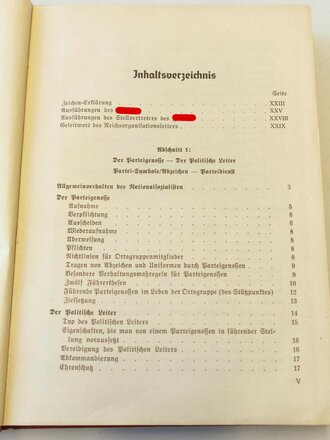 Inhaltsverzeichnis
Seite
Zeichen-Erklärung XXIII
Ausführungen des XXV
Ausführungen des Stellvertreters des XXVIII
Geleitwort des Reichsorganisationsleiters XXIX
Abschnitt 1:
Der Parteigenosse — Der Politische Leiter
Partei-Symbole/Abzeichen — Parteidienst
Allgemeinverhalten des Nationalsozialisten 3
Der Parteigenosse
Aufnahme 5
Verpflichtung 6
Ausscheiden 6
Wiederaufnahme 8
Überweisung 8
Pflichten 8
Richtlinien für Ortsgruppenmitglieder 8
Tragen von Abzeichen und Uniformen durch Parteigenossen 9
Besondere Verhaltungsmaßregeln für Parteigenossen 9
Zwölf Führerthesen 11
Führende Parteigenossen im Leben der Ortsgruppe (des Stützpunktes) 12
Zielsetzung 13
Der Politische Leiter 14
Typ des Politischen Leiters 15
Eigenschaften, die man von einem Parteigenossen in führender Stel-
lung voraussetzt 16
Vereidigung des Politischen Leiters 16
Abkommandierung 17
Ehrenschutz 17
V